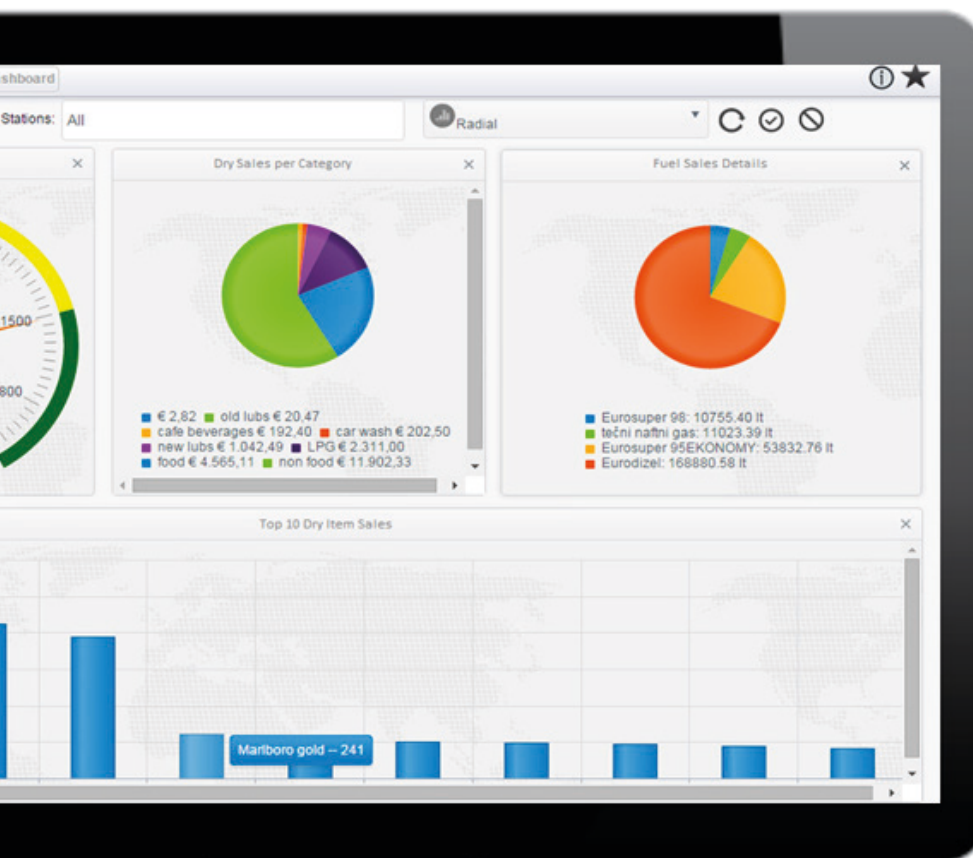 shboard
Stations: All
Radial
Dry Sales per Category
Fuel Sales Details
1500
800
€ 2,82 old lubs € 20,47
cafe beverages € 192,40 car wash € 202,50
new lubs € 1.042,49 LPG € 2.311,00
food € 4.565,11 non food € 11.902,33
Eurosuper 98: 10755.40 lt
tečni naftni gas: 11023.39 lt
Eurosuper 95EKONOMY: 53832.76 lt
Eurodizel: 168880.58 lt
Top 10 Dry Item Sales
Marlboro gold -- 241